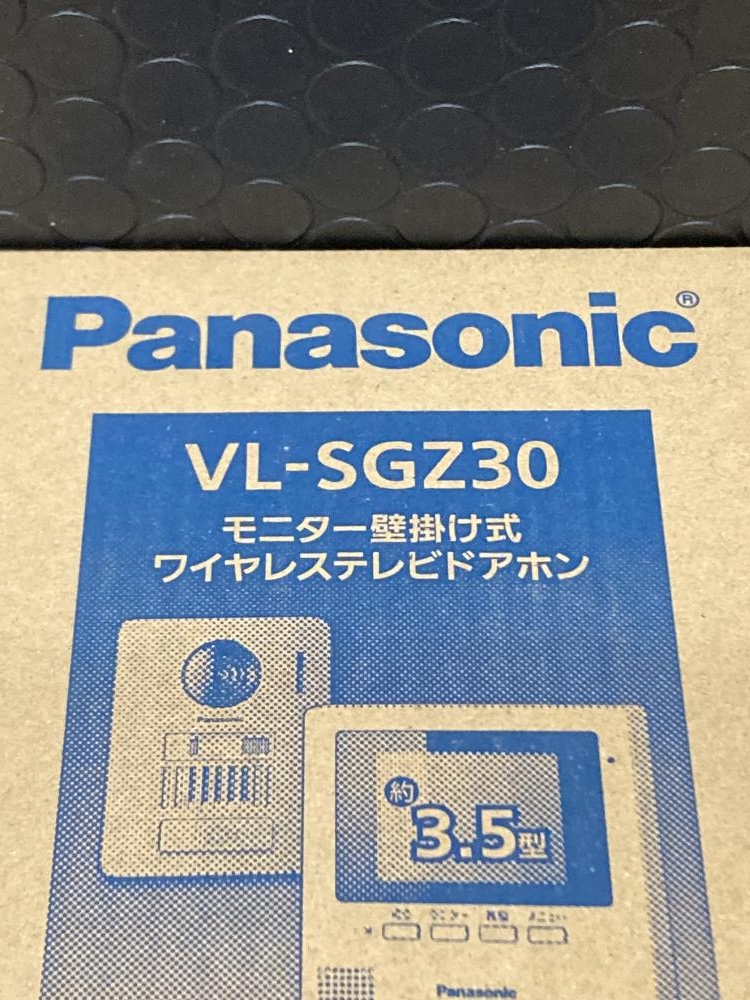 Panasonic®
VL-SGZ30
モニター壁掛け式
ワイヤレステレビドアホン
Panasonic
約
3.5型
Panasonic